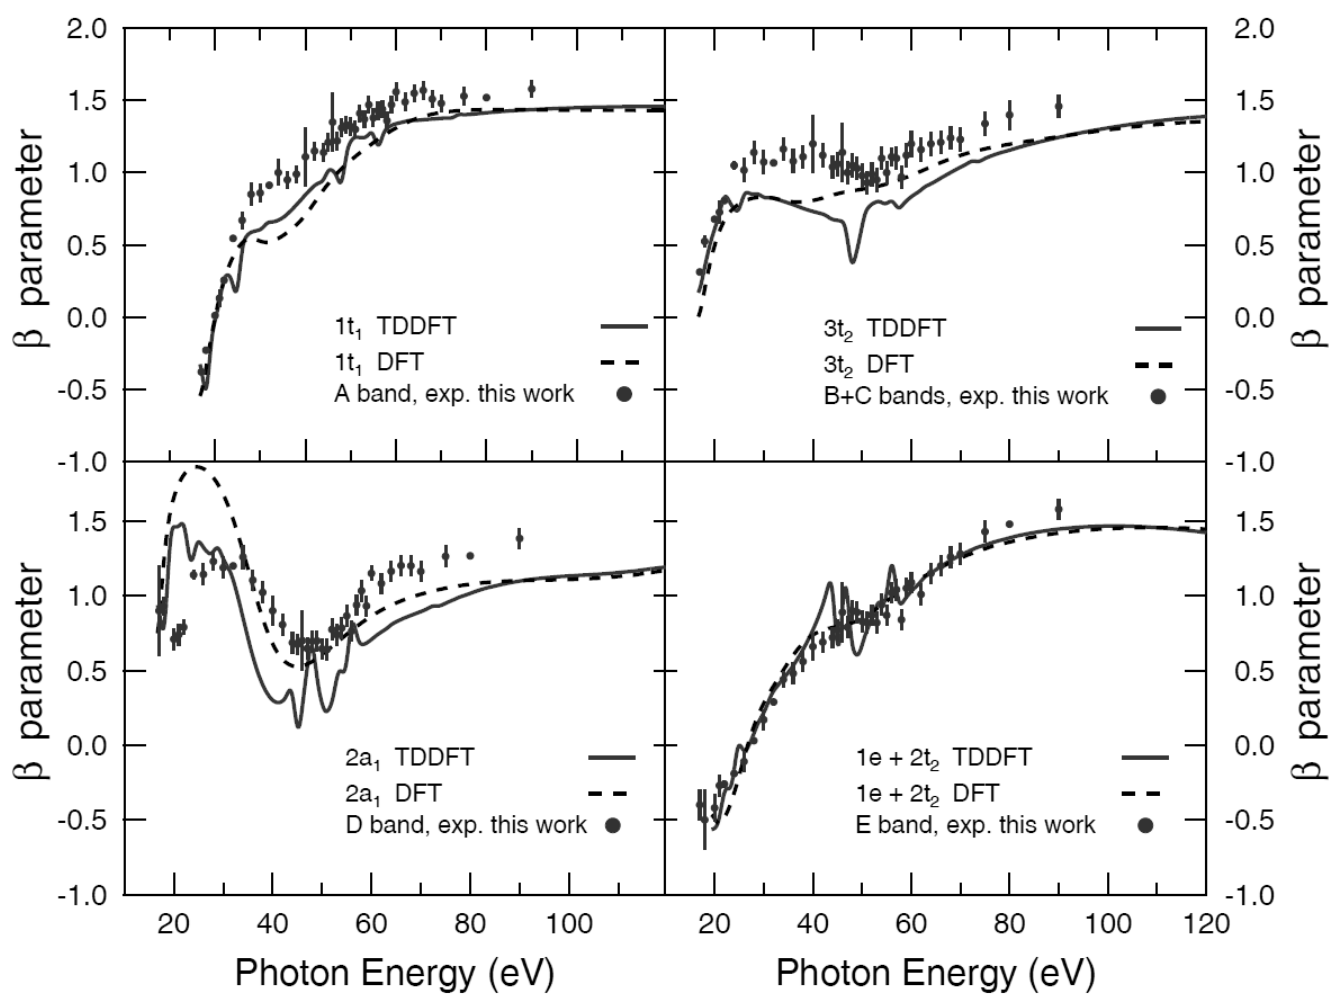 2.0
1.5
1.0
0.5
0.0
-0.5
-1.0
β parameter
1t1 TDDFT
1t1 DFT
A band, exp. this work
3t2 TDDFT
3t2 DFT
B+C bands, exp. this work
2.0
1.5
1.0
0.5
0.0
-0.5
-1.0
β parameter
1.5
1.0
0.5
0.0
-0.5
-1.0
β parameter
2a1 TDDFT
2a1 DFT
D band, exp. this work
1e + 2t2 TDDFT
1e + 2t2 DFT
E band, exp. this work
1.5
1.0
0.5
0.0
-0.5
-1.0
β parameter
20 40 60 80 100
20 40 60 80 100 120
Photon Energy (eV)
Photon Energy (eV)